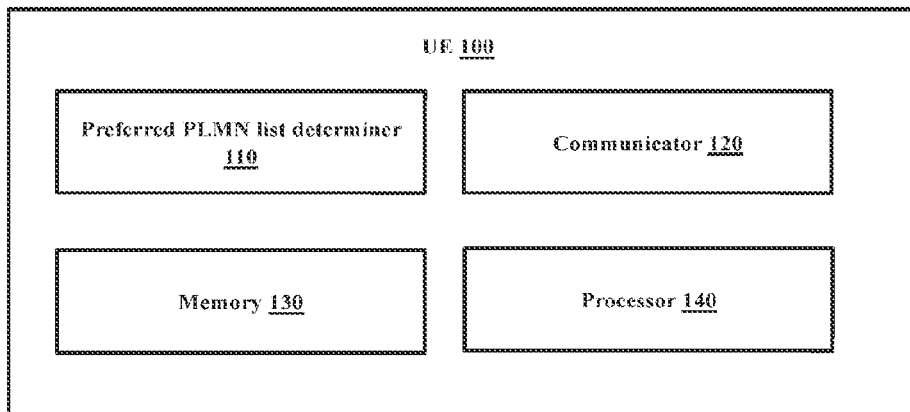 UE 100
Preferred PLMN list determiner
110
Communicator 120
Memory 130
Processor 140